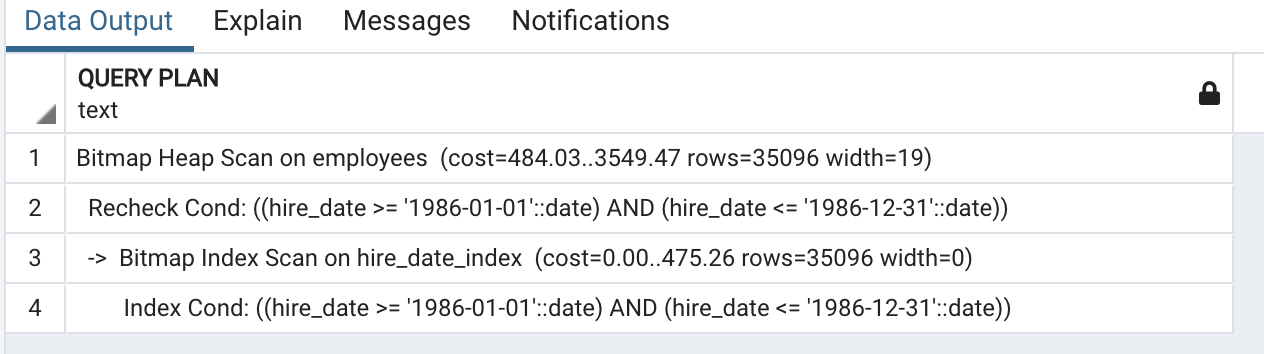 Data Output Explain Messages Notifications
QUERY PLAN
text
1 Bitmap Heap Scan on employees (cost=484.03..3549.47 rows=35096 width=19)
2 Recheck Cond: ((hire_date >= '1986-01-01'::date) AND (hire_date <= '1986-12-31'::date))
3 -> Bitmap Index Scan on hire_date_index (cost=0.00..475.26 rows=35096 width=0)
4 Index Cond: ((hire_date >= '1986-01-01'::date) AND (hire_date <= '1986-12-31'::date))